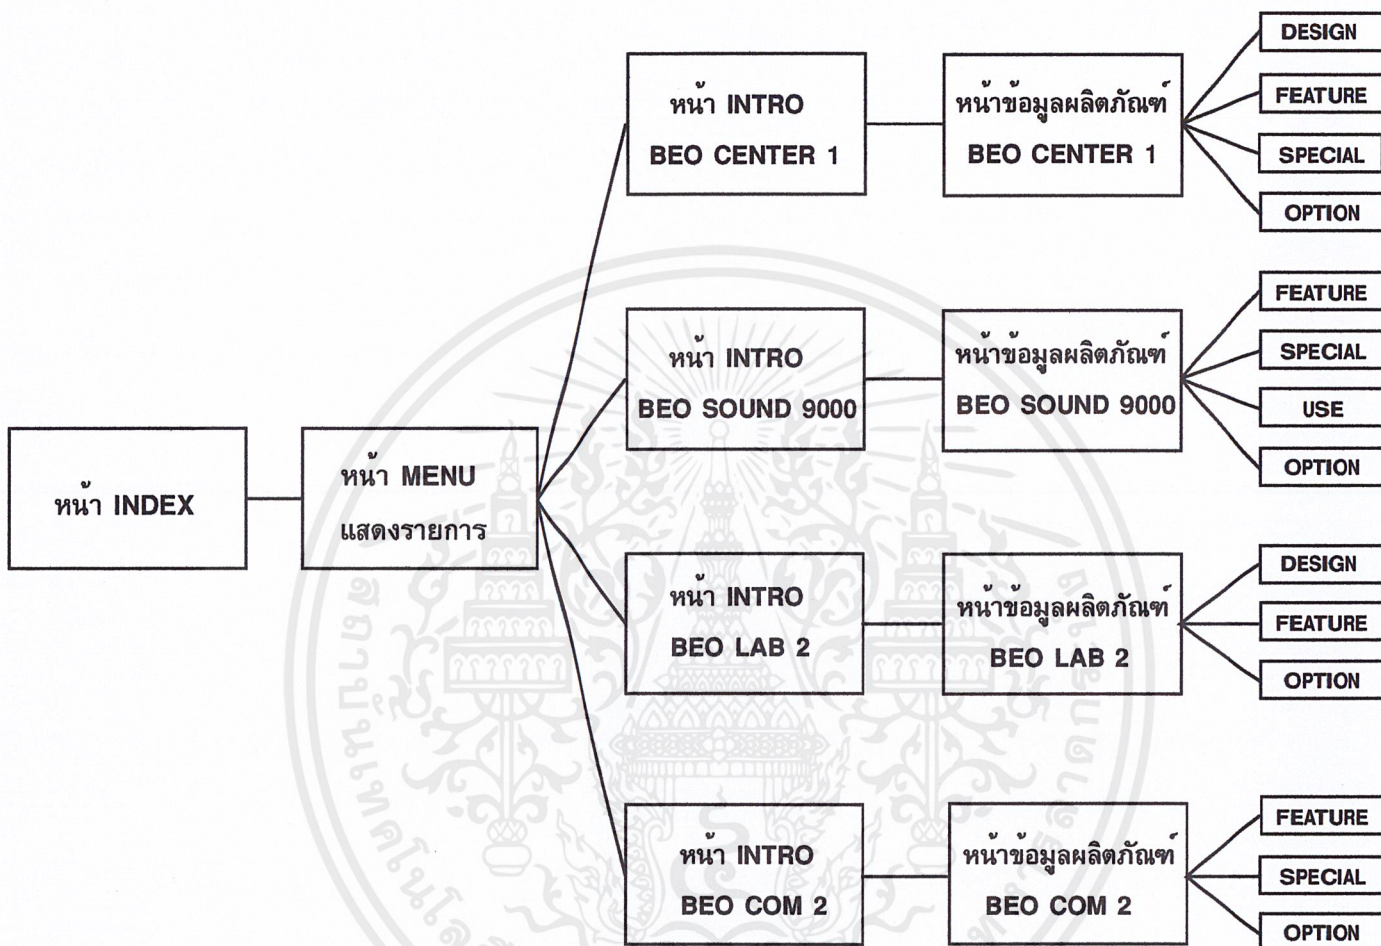 หน้า INDEX
หน้า MENU
แสดงรายการ
หน้า INTRO
BEO CENTER 1
หน้าข้อมูลผลิตภัณฑ์
BEO CENTER 1
DESIGN
FEATURE
SPECIAL
OPTION
หน้า INTRO
BEO SOUND 9000
หน้าข้อมูลผลิตภัณฑ์
BEO SOUND 9000
FEATURE
SPECIAL
USE
OPTION
หน้า INTRO
BEO LAB 2
หน้าข้อมูลผลิตภัณฑ์
BEO LAB 2
DESIGN
FEATURE
OPTION
หน้า INTRO
BEO COM 2
หน้าข้อมูลผลิตภัณฑ์
BEO COM 2
FEATURE
SPECIAL
OPTION